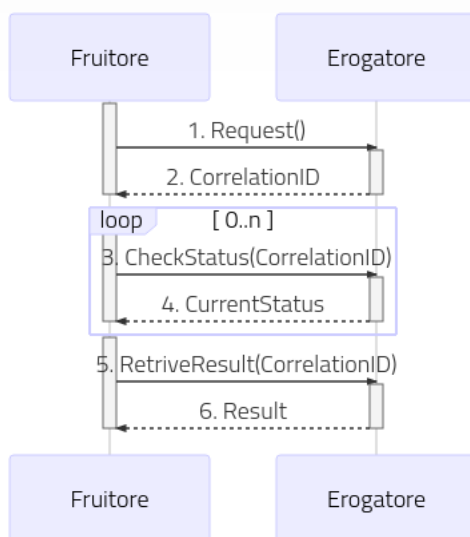 Fruitore Erogatore
1. Request()
2. CorrelationID
loop [ 0..n ]
3. CheckStatus(CorrelationID)
4. CurrentStatus
5. RetriveResult(CorrelationID)
6. Result
Fruitore Erogatore